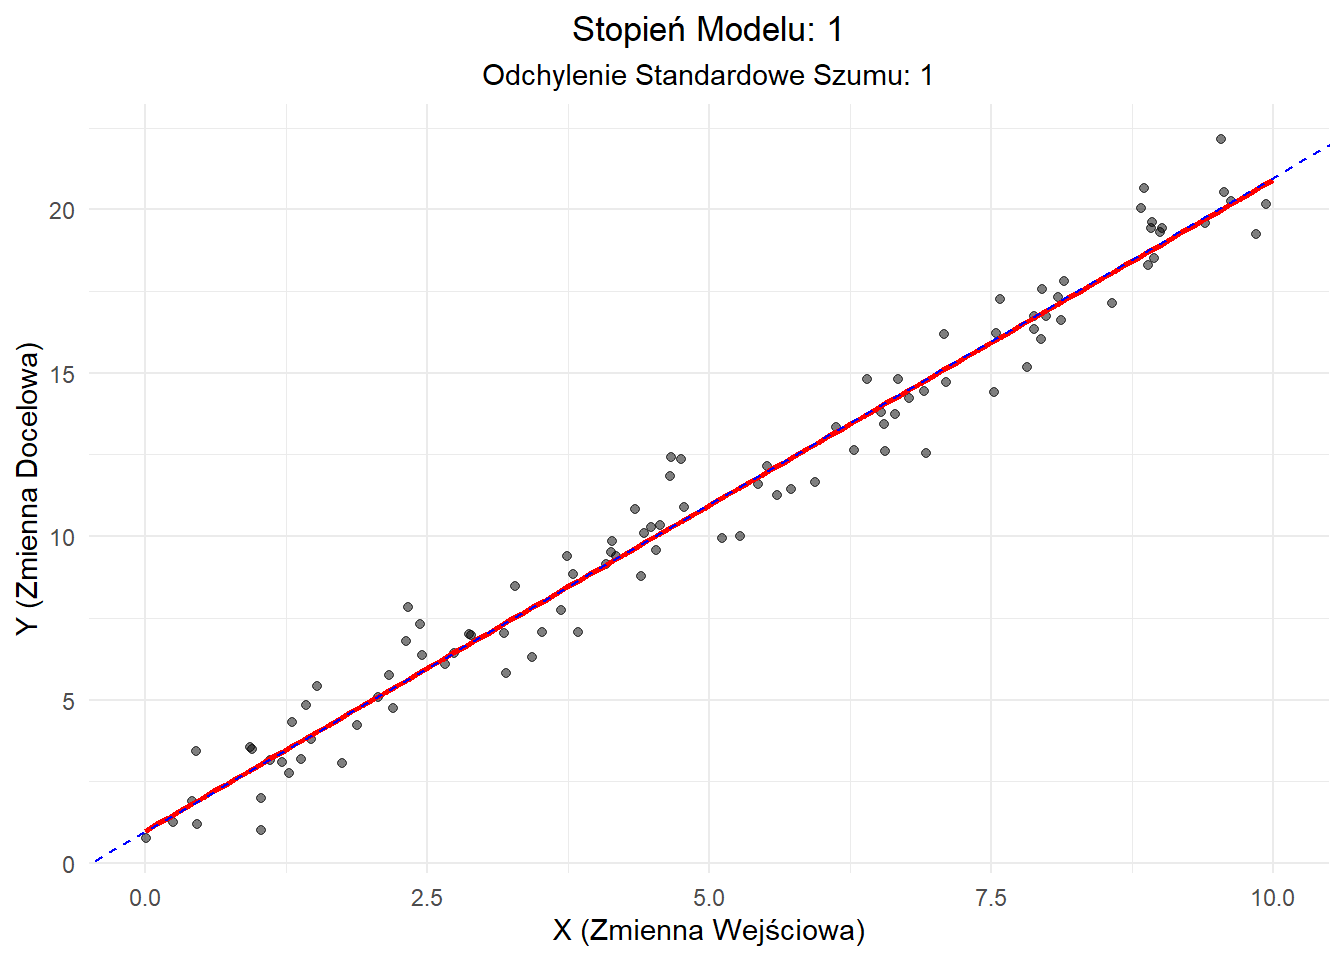 Stopień Modelu: 1
Odchylenie Standardowe Szumu: 1
Y (Zmienna Docelowa)
20
15
10
5
0
0.0 2.5 5.0 7.5 10.0
X (Zmienna Wejściowa)